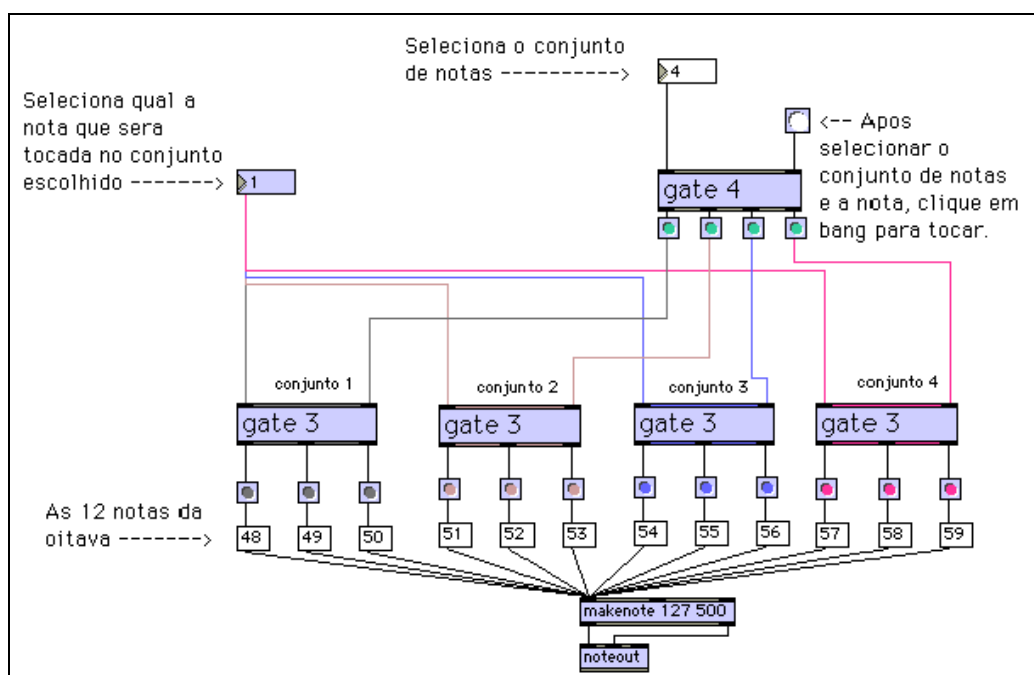 Seleciona o conjunto
de notas ---------->
4
Seleciona qual a
nota que sera
tocada no conjunto
escolhido ------->
1
<-- Apos
selecionar o
conjunto de notas
e a nota, clique em
bang para tocar.
gate 4
conjunto 1
conjunto 2
conjunto 3
conjunto 4
gate 3
gate 3
gate 3
gate 3
As 12 notas da
oitava ------->
48 49 50 51 52 53 54 55 56 57 58 59
makenote 127 500
noteout